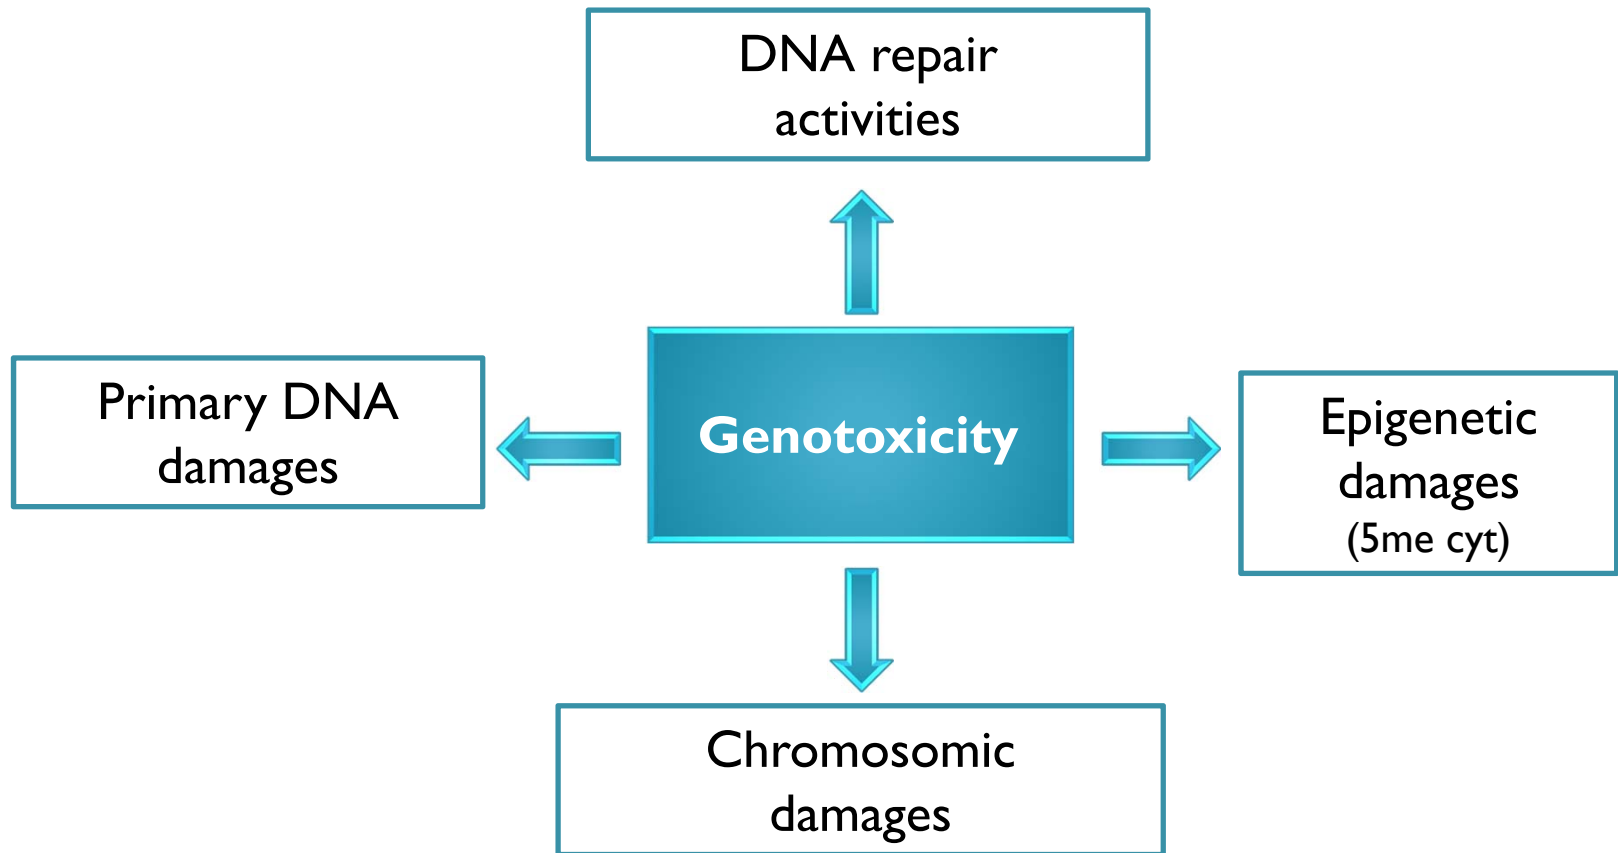 DNA repair
activities
Primary DNA
damages
Genotoxicity
Epigenetic
damages
(5me cyt)
Chromosomic
damages